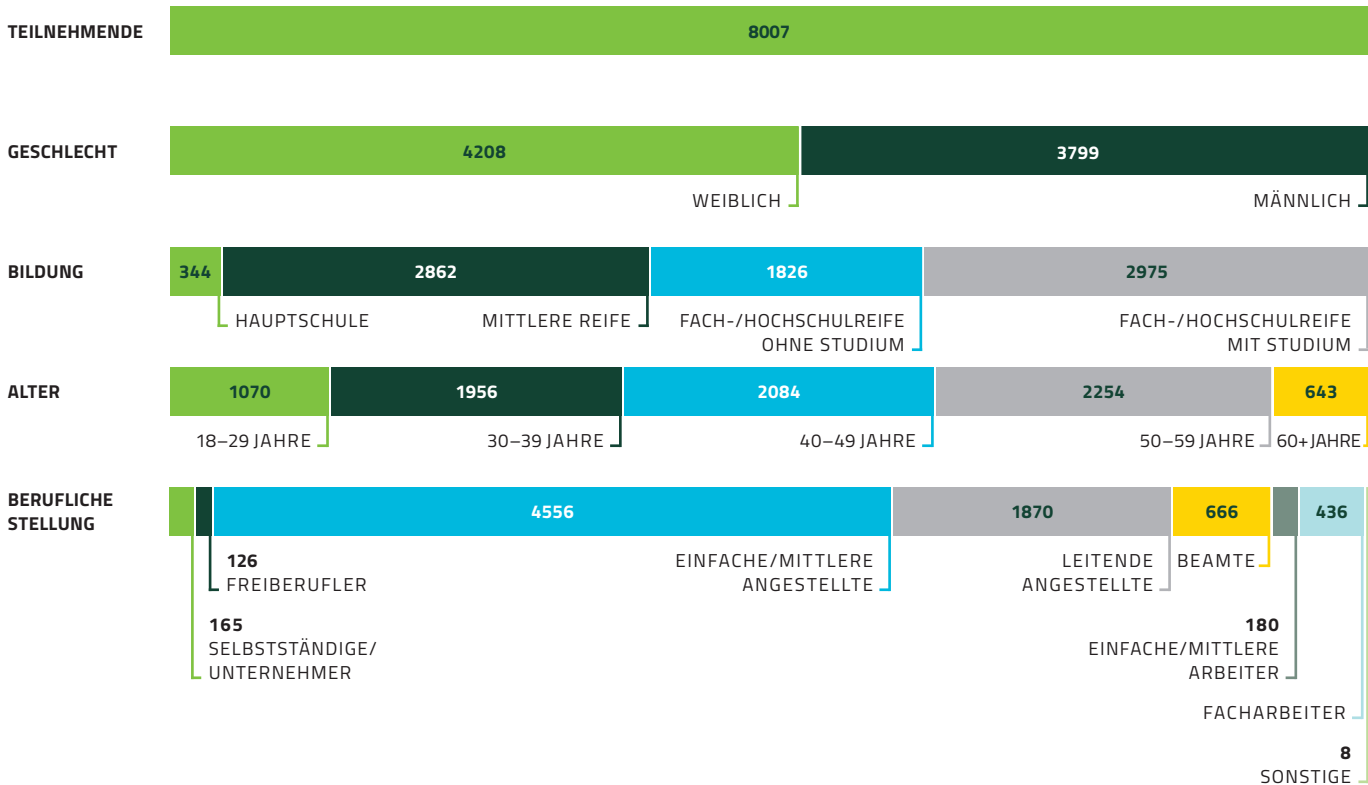 TEILNEHMENDE
8007
GESCHLECHT
4208
3799
WEIBLICH
MÄNNLICH
BILDUNG
344
2862
1826
2975
HAUPTSCHULE
MITTLERE REIFE
FACH-/HOCHSCHULREIFE
OHNE STUDIUM
FACH-/HOCHSCHULREIFE
MIT STUDIUM
ALTER
1070
1956
2084
2254
643
18–29 JAHRE
30–39 JAHRE
40–49 JAHRE
50–59 JAHRE
60+JAHRE
BERUFLICHE
STELLUNG
4556
1870
666
436
126
FREIBERUFLER
EINFACHE/MITTLERE
ANGESTELLTE
LEITENDE
ANGESTELLTE
BEAMTE
165
SELBSTSTÄNDIGE/
UNTERNEHMER
180
EINFACHE/MITTLERE
ARBEITER
FACHARBEITER
8
SONSTIGE